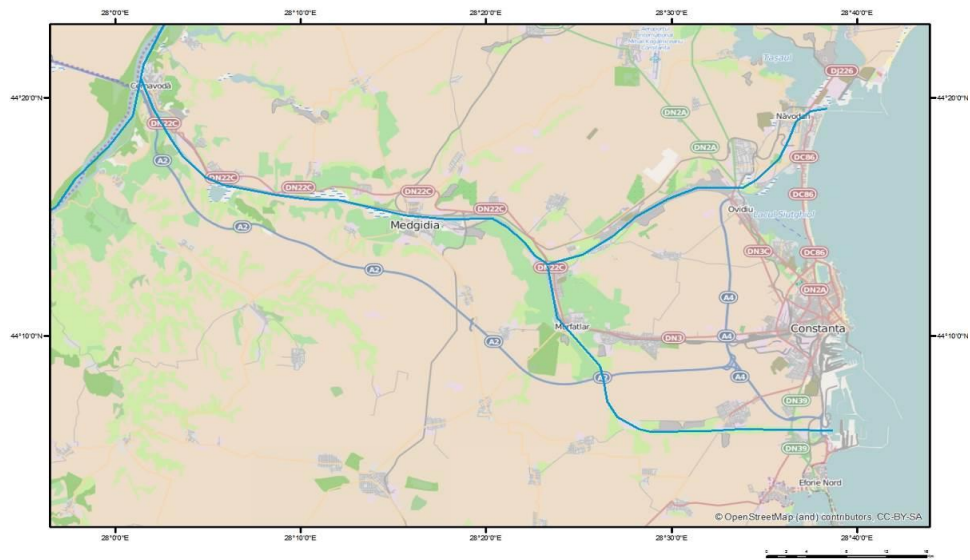 28°0'0"E 28°10'0"E 28°20'0"E 28°30'0"E 28°40'0"E
DJ226
44°20'0"N 44°20'0"N
Cernavodă
DN2A
Năvodari
DN22C
DN2A
DC86
A2
DN22C
DN22C
DN22C
DC86
DN22C
Ovidiu
Medgidia
A2
DN3C
DC86
DN22C
A2
DN2A
A4
Murfatlar
Constanta
44°10'0"N 44°10'0"N
A2
DN3
A4
A2
A4
DN39
DN39
Eforie Nord
© OpenStreetMap (and) contributors, CC-BY-SA
28°0'0"E 28°10'0"E 28°20'0"E 28°30'0"E 28°40'0"E